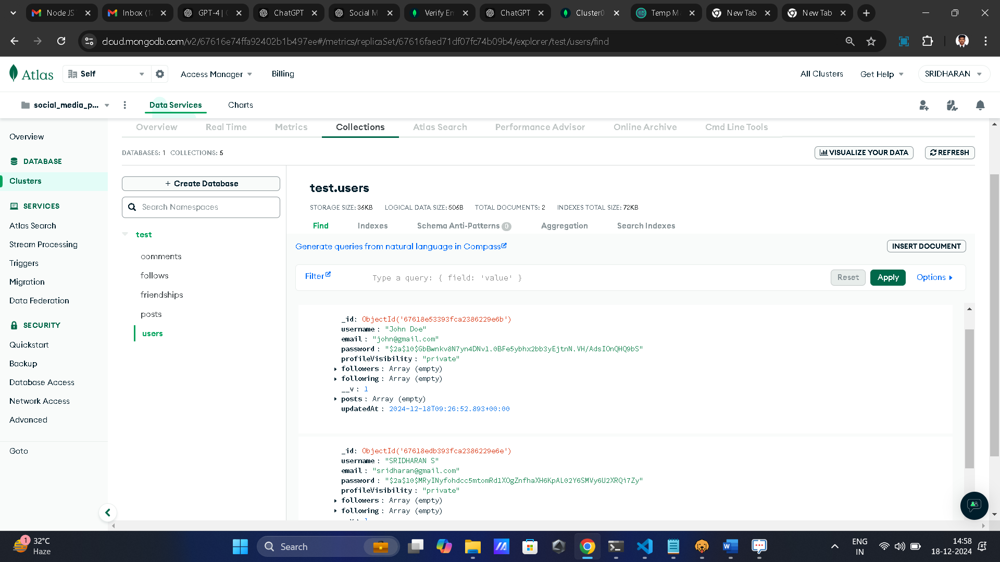 Node JS
Inbox (1
GPT-4 | 
ChatGPT
Social M
Verify Em
ChatGPT
Cluster0
Temp Ma
New Tab
New Tab
cloud.mongodb.com/v2/67616e74ffa92402b1b497ee#/metrics/replicaSet/67616faed71df07fc74b09b4/explorer/test/users/find
Atlas
Self
Access Manager
Billing
All Clusters
Get Help
SRIDHARAN
social_media_p...
Data Services
Charts
Overview
Real Time
Metrics
Collections
Atlas Search
Performance Advisor
Online Archive
Cmd Line Tools
Overview
DATABASE
Clusters
SERVICES
Atlas Search
Stream Processing
Triggers
Migration
Data Federation
SECURITY
Quickstart
Backup
Database Access
Network Access
Advanced
Goto
DATABASES: 1 COLLECTIONS: 5
VISUALIZE YOUR DATA
REFRESH
+ Create Database
Search Namespaces
test
comments
follows
friendships
posts
users
test.users
STORAGE SIZE: 36KB LOGICAL DATA SIZE: 506B TOTAL DOCUMENTS: 2 INDEXES TOTAL SIZE: 72KB
Find
Indexes
Schema Anti-Patterns 0
Aggregation
Search Indexes
Generate queries from natural language in Compass
INSERT DOCUMENT
Filter
Type a query: { field: 'value' }
Reset
Apply
Options
_id: ObjectId('67618e53393fca2386229e6b')
username : "John Doe"
email : "john@gmail.com"
password : "$2a$10$GbBwnkv8N7yn4DNv1.0BFe5ybhx2bb3yEjtnN.VH/AdsIOnQHQ9bS"
profileVisibility : "private"
followers : Array (empty)
following : Array (empty)
__v : 1
posts : Array (empty)
updatedAt : 2024-12-18T09:26:52.893+00:00
_id: ObjectId('67618edb393fca2386229e6e')
username : "SRIDHARAN S"
email : "sridharan@gmail.com"
password : "$2a$10$MRyINyfohdcc5mtomRd1XOgZnfhaXH6KpAL02Y6SMVy6U2XRQi7Zy"
profileVisibility : "private"
followers : Array (empty)
following : Array (empty)
1
32°C
Haze
Search
ENG
IN
14:58
18-12-2024